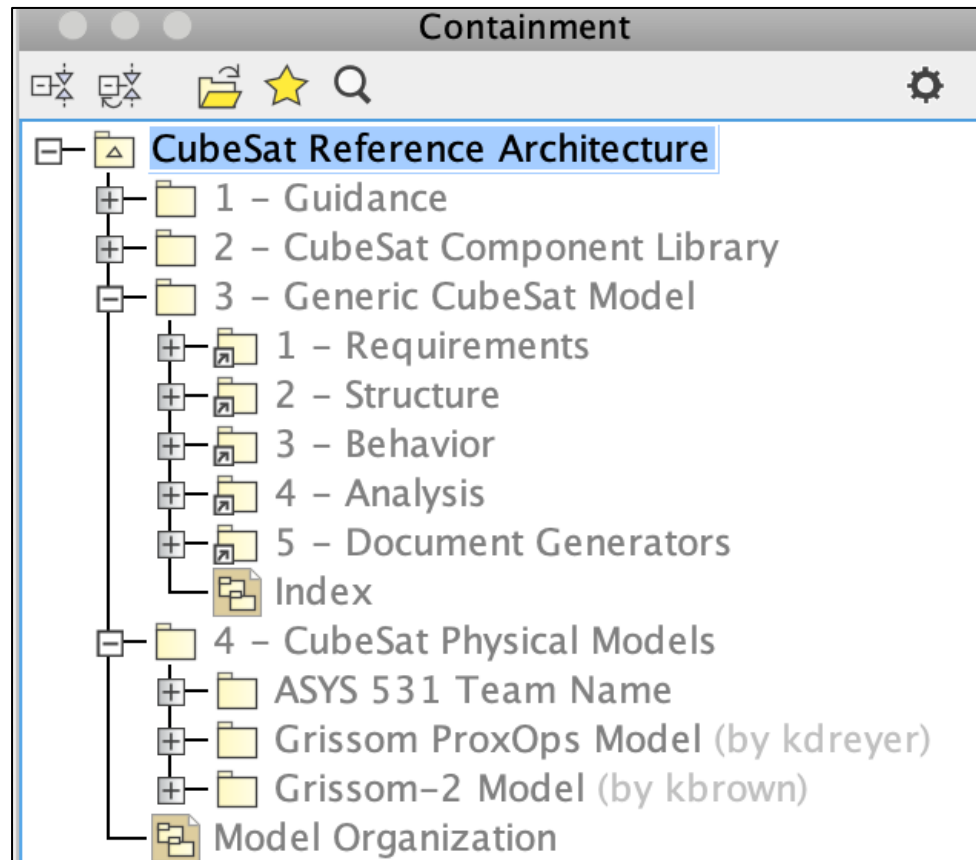 Containment
CubeSat Reference Architecture
1 – Guidance
2 – CubeSat Component Library
3 – Generic CubeSat Model
1 – Requirements
2 – Structure
3 – Behavior
4 – Analysis
5 – Document Generators
Index
4 – CubeSat Physical Models
ASYS 531 Team Name
Grissom ProxOps Model (by kdreyer)
Grissom–2 Model (by kbrown)
Model Organization